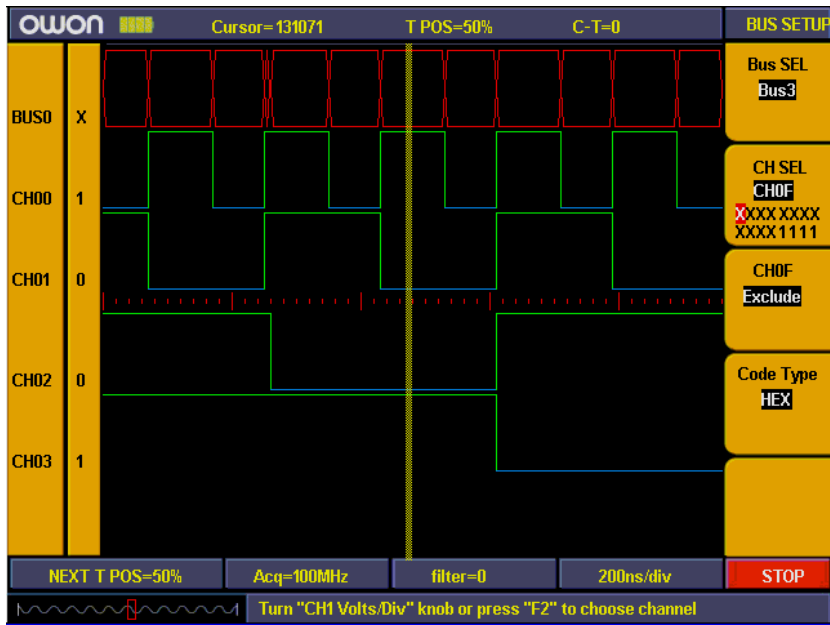 owon Cursor=131071 T POS=50% C-T=0 BUS SETUP
Bus SEL
Bus3
BUS0 X
CH SEL
CH0F
XXXX XXXX
XXXX 1111
CH00 1
CH0F
Exclude
CH01 0
Code Type
HEX
CH02 0
CH03 1
NEXT T POS=50% Acq=100MHz filter=0 200ns/div STOP
Turn "CH1 Volts/Div" knob or press "F2" to choose channel